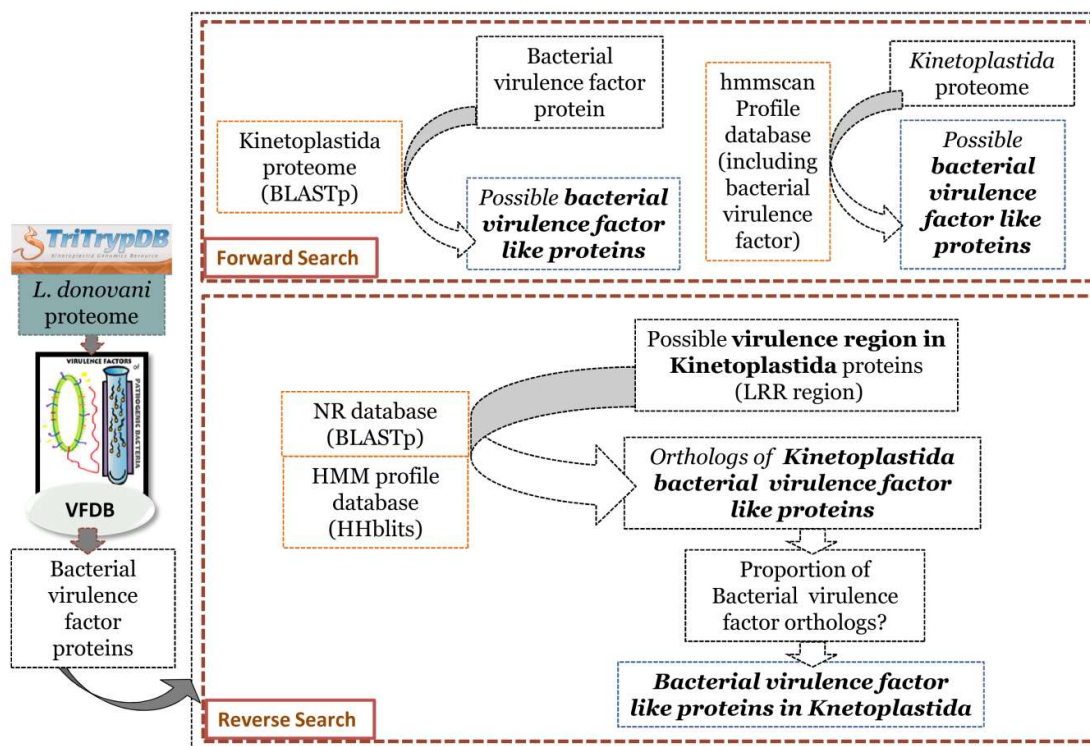 TriTrypDB
Kinetoplastid Genomics Resource
L. donovani
proteome
VIRULENCE FACTORS
of
PATHOGENIC BACTERIA
VFDB
Bacterial
virulence
factor
proteins
Bacterial
virulence factor
protein
Kinetoplastida
proteome
(BLASTp)
Possible bacterial
virulence factor
like proteins
Forward Search
hmmscan
Profile
database
(including
bacterial
virulence
factor)
Kinetoplastida
proteome
Possible
bacterial
virulence
factor like
proteins
Possible virulence region in
Kinetoplastida proteins
(LRR region)
NR database
(BLASTp)
HMM profile
database
(HHblits)
Orthologs of Kinetoplastida
bacterial virulence factor
like proteins
Proportion of
Bacterial virulence
factor orthologs?
Bacterial virulence factor
like proteins in Knetoplastida
Reverse Search